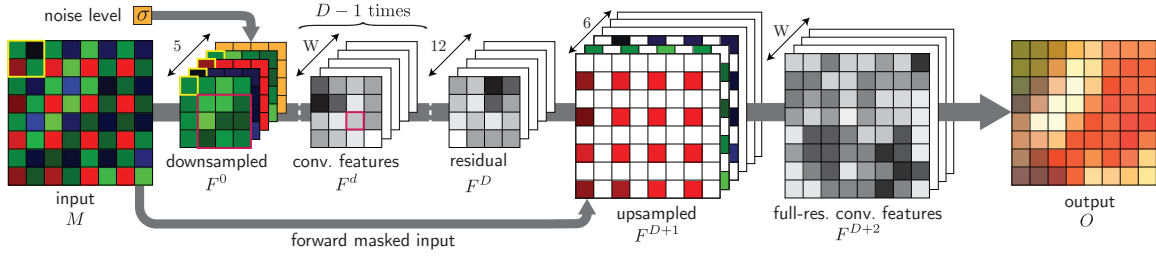 noise level σ
D − 1 times
5
W
12
6
W
downsampled
F^0
conv. features
F^d
residual
F^D
input
M
upsampled
F^{D+1}
full-res. conv. features
F^{D+2}
output
O
forward masked input